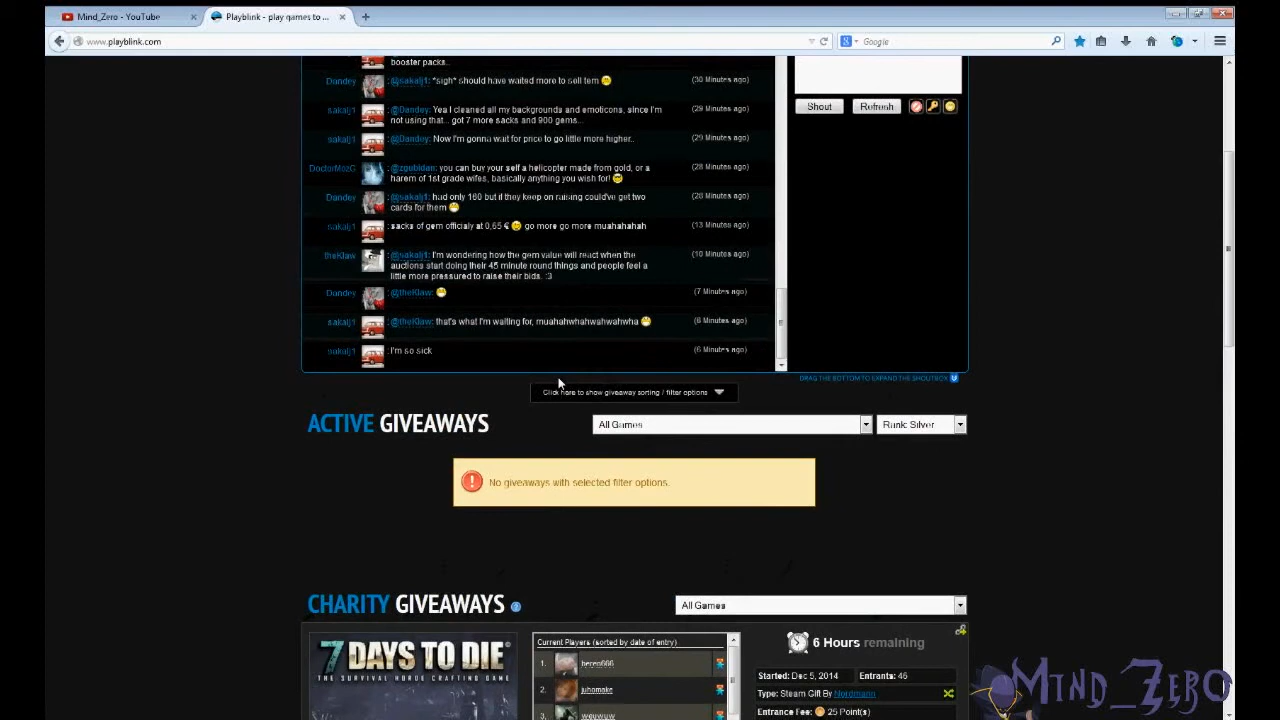 Mind_Zero - YouTube
Playblink - play games to ...
www.playblink.com
Google
booster packs..
Dandey : @sakalj1: *sigh* should have waited more to sell tem (30 Minutes ago)
sakalj1 : @Dandey: Yea I cleaned all my backgrounds and emoticons, since I'm (29 Minutes ago)
not using that... got 7 more sacks and 900 gems...
sakalj1 : @Dandey: Now I'm gonna wait for price to go little more higher.. (29 Minutes ago)
DoctorMozG : @zgubidan: you can buy your self a helicopter made from gold, or a (28 Minutes ago)
harem of 1st grade wifes, basically anything you wish for!
Dandey : @sakalj1: had only 160 but if they keep on raising could've get two (28 Minutes ago)
cards for them
sakalj1 : sacks of gem officialy at 0,65 € go more go more muahahahah (13 Minutes ago)
theKlaw : @sakalj1: I'm wondering how the gem value will react when the (10 Minutes ago)
auctions start doing their 45 minute round things and people feel a
little more pressured to raise their bids. :3
Dandey : @theKlaw: (7 Minutes ago)
sakalj1 : @theKlaw: that's what I'm waiting for, muahahwhahwahwahwha (6 Minutes ago)
sakalj1 : I'm so sick (6 Minutes ago)
Shout Refresh
DRAG THE BOTTOM TO EXPAND THE SHOUTBOX
Click here to show giveaway sorting / filter options
ACTIVE GIVEAWAYS
All Games
Rank: Silver
No giveaways with selected filter options.
CHARITY GIVEAWAYS
All Games
7 DAYS TO DIE
THE SURVIVAL HORDE CRAFTING GAME
Current Players (sorted by date of entry)
1. heren666
2. juhomake
3. wouwuw
6 Hours remaining
Started: Dec 5, 2014 Entrants: 46
Type: Steam Gift By Nordmann
Entrance Fee: 25 Point(s)
Mind_Zero